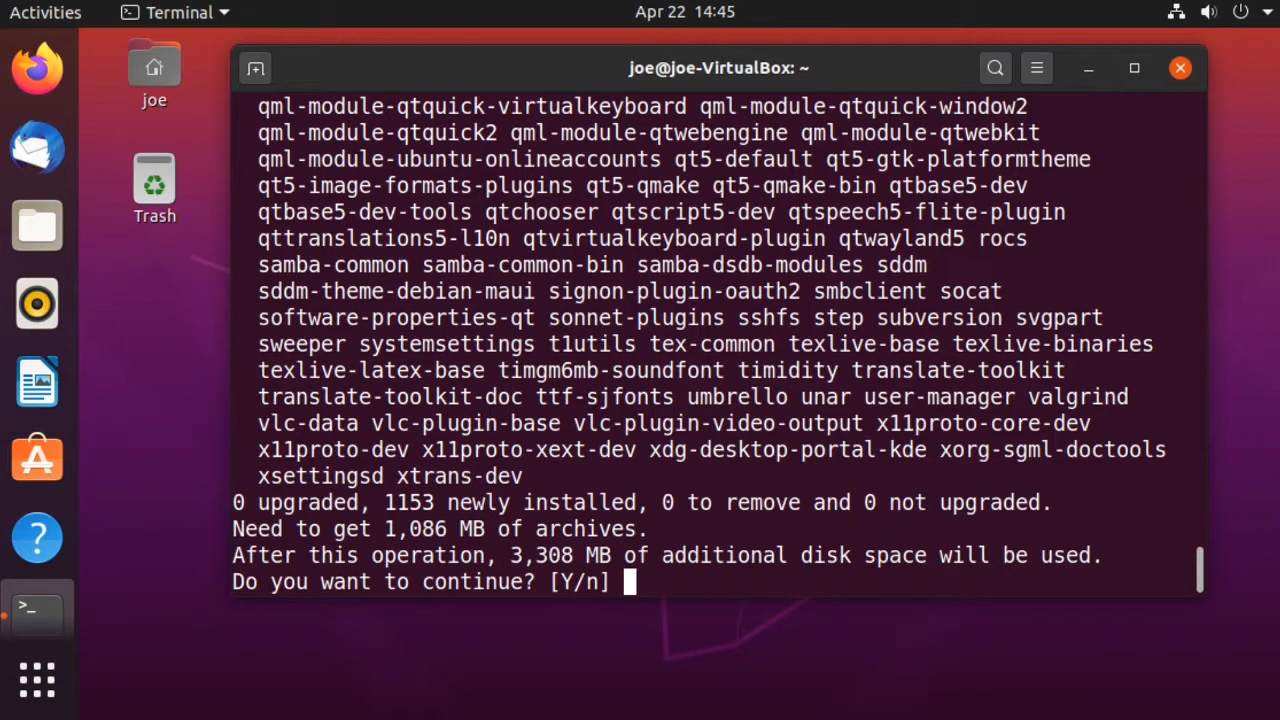 Activities
Terminal
Apr 22 14:45
joe
Trash
joe@joe-VirtualBox: ~
qml-module-qtquick-virtualkeyboard qml-module-qtquick-window2
qml-module-qtquick2 qml-module-qtwebengine qml-module-qtwebkit
qml-module-ubuntu-onlineaccounts qt5-default qt5-gtk-platformtheme
qt5-image-formats-plugins qt5-qmake qt5-qmake-bin qtbase5-dev
qtbase5-dev-tools qtchooser qtscript5-dev qtspeech5-flite-plugin
qttranslations5-l10n qtvirtualkeyboard-plugin qtwayland5 rocs
samba-common samba-common-bin samba-dsdb-modules sddm
sddm-theme-debian-maui signon-plugin-oauth2 smbclient socat
software-properties-qt sonnet-plugins sshfs step subversion svgpart
sweeper systemsettings t1utils tex-common texlive-base texlive-binaries
texlive-latex-base timgm6mb-soundfont timidity translate-toolkit
translate-toolkit-doc ttf-sjfonts umbrello unar user-manager valgrind
vlc-data vlc-plugin-base vlc-plugin-video-output x11proto-core-dev
x11proto-dev x11proto-xext-dev xdg-desktop-portal-kde xorg-sgml-doctools
xsettingsd xtrans-dev
0 upgraded, 1153 newly installed, 0 to remove and 0 not upgraded.
Need to get 1,086 MB of archives.
After this operation, 3,308 MB of additional disk space will be used.
Do you want to continue? [Y/n]